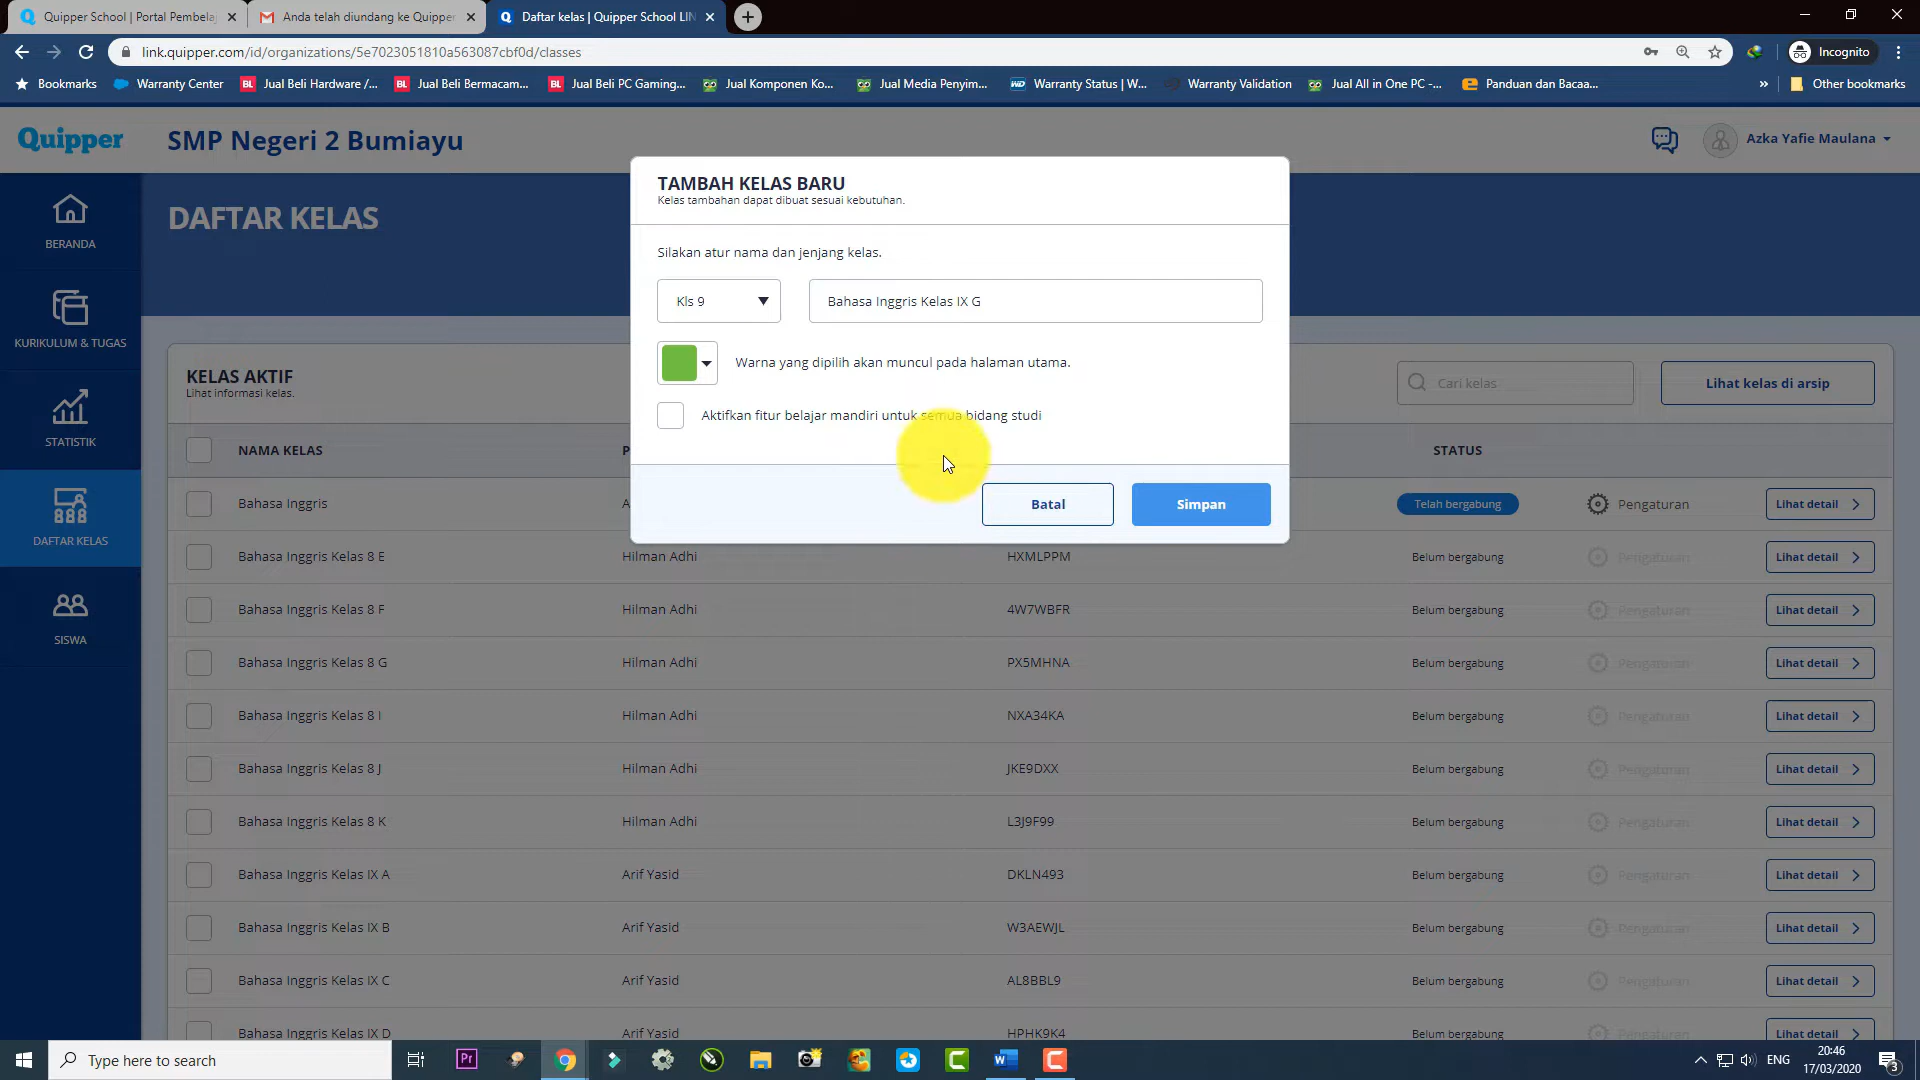 Quipper School | Portal Pembela
Anda telah diundang ke Quipper
Daftar kelas | Quipper School LIN
link.quipper.com/id/organizations/5e7023051810a563087cbf0d/classes
Incognito
Bookmarks
Warranty Center
Jual Beli Hardware /...
Jual Beli Bermacam...
Jual Beli PC Gaming...
Jual Komponen Ko...
Jual Media Penyim...
Warranty Status | W...
Warranty Validation
Jual All in One PC -...
Panduan dan Bacaa...
Other bookmarks
Quipper
SMP Negeri 2 Bumiayu
Azka Yafie Maulana
BERANDA
KURIKULUM & TUGAS
STATISTIK
DAFTAR KELAS
SISWA
DAFTAR KELAS
TAMBAH KELAS BARU
Kelas tambahan dapat dibuat sesuai kebutuhan.
Silakan atur nama dan jenjang kelas.
Kls 9
Bahasa Inggris Kelas IX G
Warna yang dipilih akan muncul pada halaman utama.
Aktifkan fitur belajar mandiri untuk semua bidang studi
Batal
Simpan
KELAS AKTIF
Lihat informasi kelas.
Cari kelas
Lihat kelas di arsip
NAMA KELAS
STATUS
Bahasa Inggris
Telah bergabung
Pengaturan
Lihat detail
Bahasa Inggris Kelas 8 E
Hilman Adhi
HXMLPPM
Belum bergabung
Pengaturan
Lihat detail
Bahasa Inggris Kelas 8 F
Hilman Adhi
4W7WBFR
Belum bergabung
Pengaturan
Lihat detail
Bahasa Inggris Kelas 8 G
Hilman Adhi
PX5MHNA
Belum bergabung
Pengaturan
Lihat detail
Bahasa Inggris Kelas 8 I
Hilman Adhi
NXA34KA
Belum bergabung
Pengaturan
Lihat detail
Bahasa Inggris Kelas 8 J
Hilman Adhi
JKE9DXX
Belum bergabung
Pengaturan
Lihat detail
Bahasa Inggris Kelas 8 K
Hilman Adhi
L3J9F99
Belum bergabung
Pengaturan
Lihat detail
Bahasa Inggris Kelas IX A
Arif Yasid
DKLN493
Belum bergabung
Pengaturan
Lihat detail
Bahasa Inggris Kelas IX B
Arif Yasid
W3AEWJL
Belum bergabung
Pengaturan
Lihat detail
Bahasa Inggris Kelas IX C
Arif Yasid
AL8BBL9
Belum bergabung
Pengaturan
Lihat detail
Bahasa Inggris Kelas IX D
Arif Yasid
HPHK9K4
Belum bergabung
Pengaturan
Lihat detail
Type here to search
ENG
20:46
17/03/2020
3